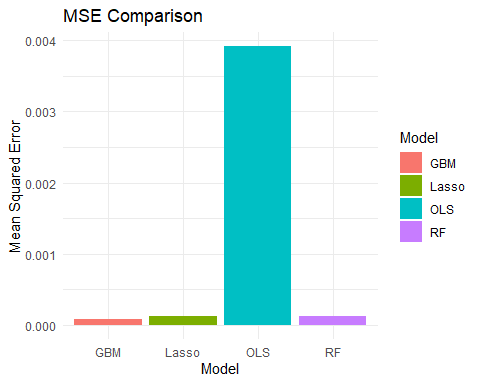 MSE Comparison
Mean Squared Error
0.004
0.003
0.002
0.001
0.000
GBM
Lasso
OLS
RF
Model
Model
GBM
Lasso
OLS
RF